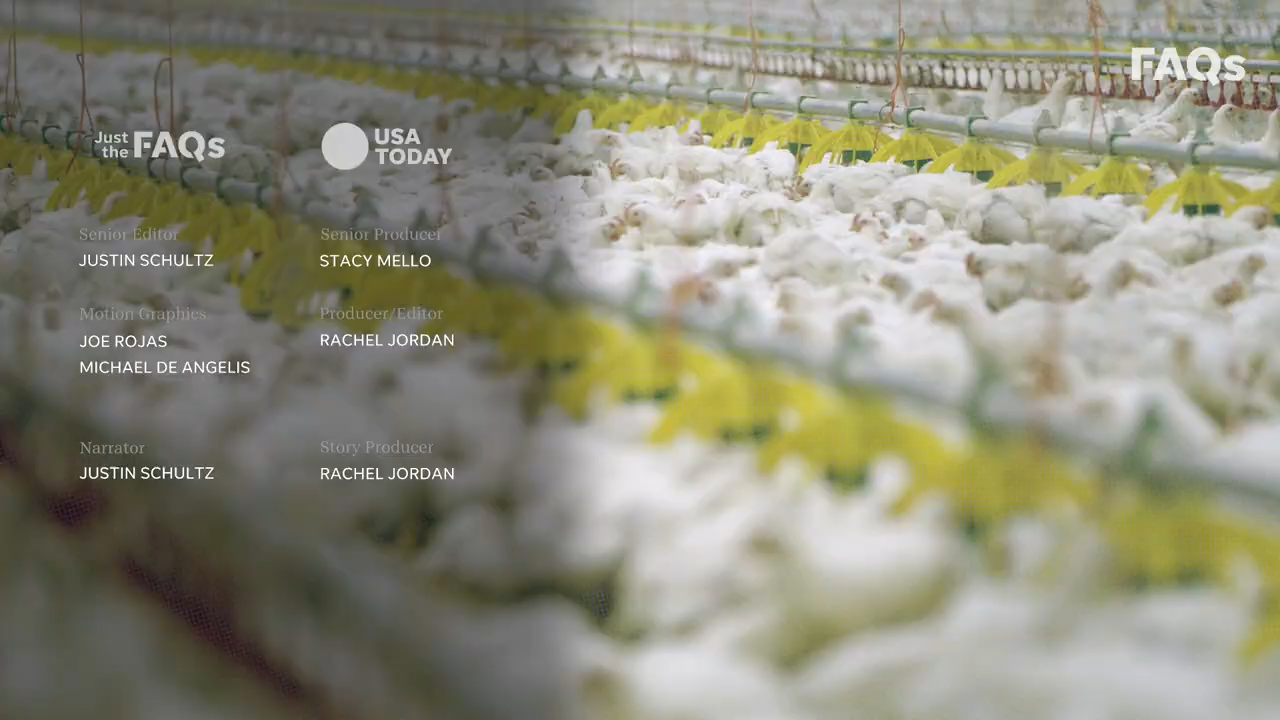 FAQs
Just
the FAQs
USA
TODAY
Senior Editor
JUSTIN SCHULTZ
Senior Producer
STACY MELLO
Motion Graphics
JOE ROJAS
MICHAEL DE ANGELIS
Producer/Editor
RACHEL JORDAN
Narrator
JUSTIN SCHULTZ
Story Producer
RACHEL JORDAN